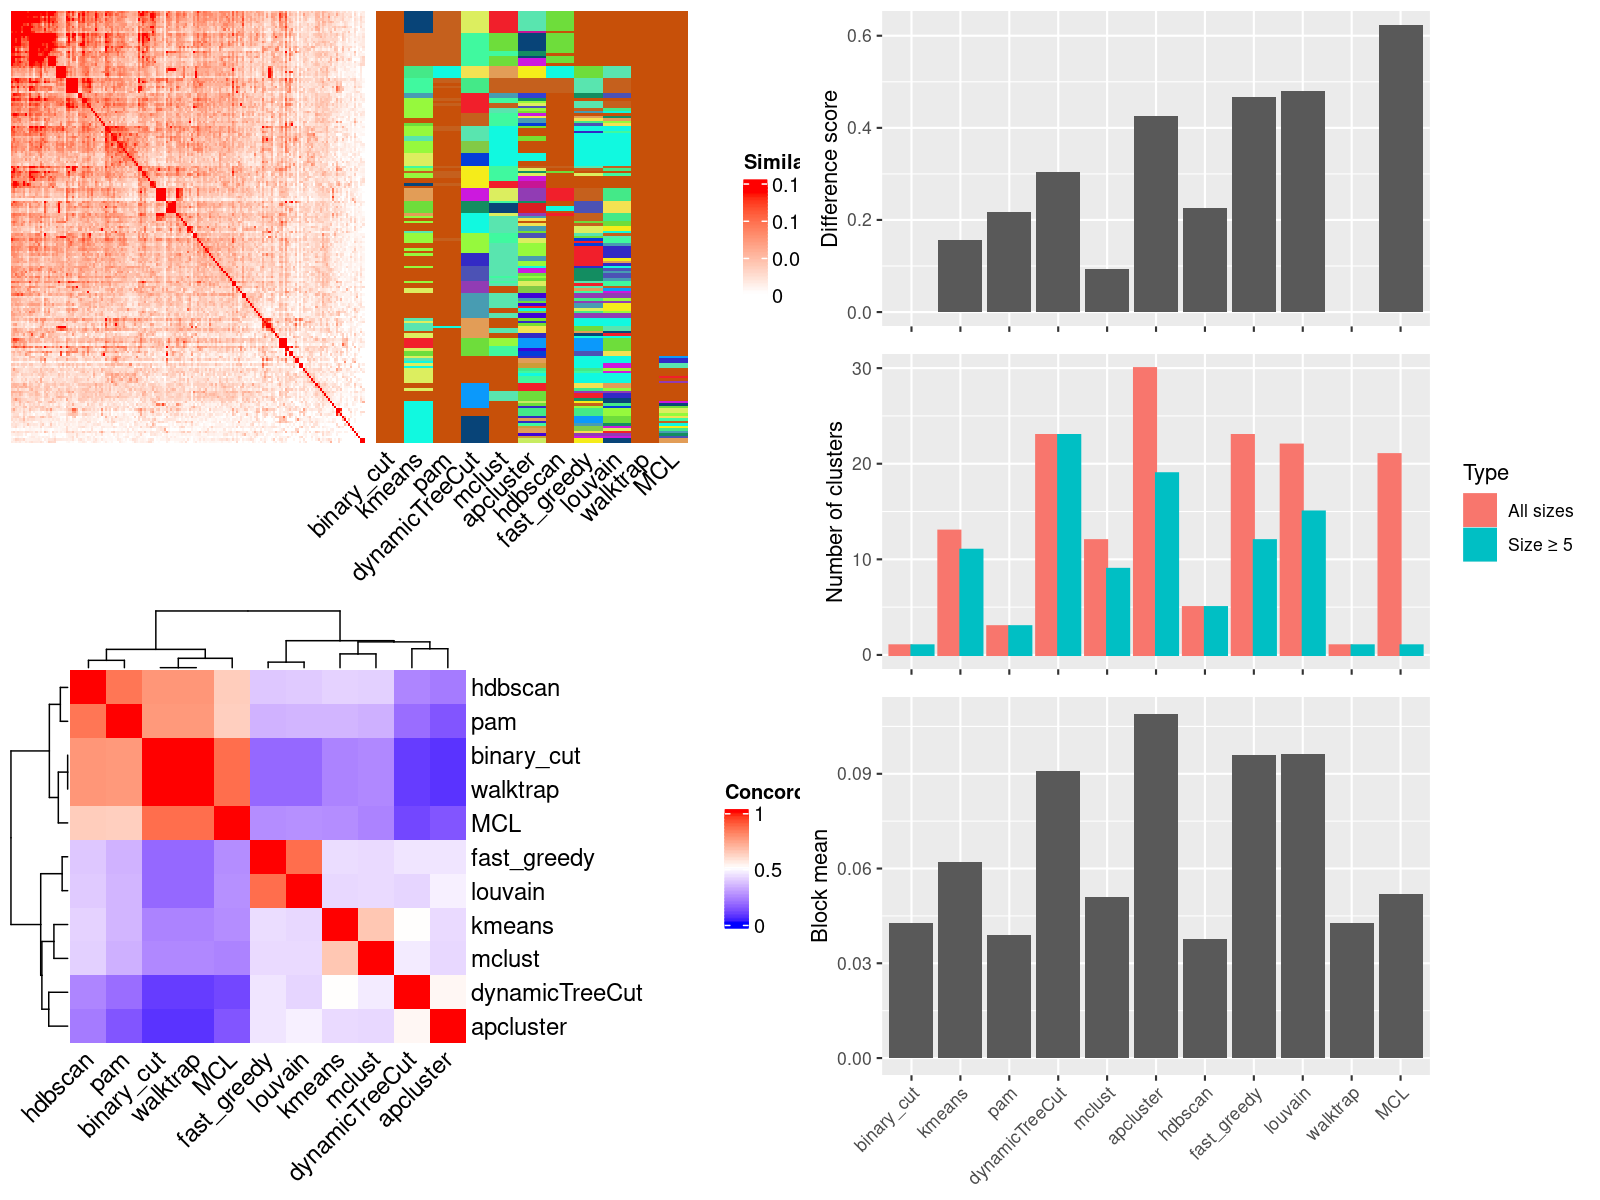 Simila
0.1
0.1
0.0
0
binary_cut
kmeans
pam
dynamicTreeCut
mclust
apcluster
hdbscan
fast_greedy
louvain
walktrap
MCL
hdbscan
pam
binary_cut
walktrap
MCL
fast_greedy
louvain
kmeans
mclust
dynamicTreeCut
apcluster
hdbscan
pam
binary_cut
walktrap
MCL
fast_greedy
louvain
kmeans
mclust
dynamicTreeCut
apcluster
Concord
1
0.5
0
Difference score
0.6
0.4
0.2
0.0
Number of clusters
30
20
10
0
Type
All sizes
Size ≥ 5
Block mean
0.09
0.06
0.03
0.00
binary_cut
kmeans
pam
dynamicTreeCut
mclust
apcluster
hdbscan
fast_greedy
louvain
walktrap
MCL